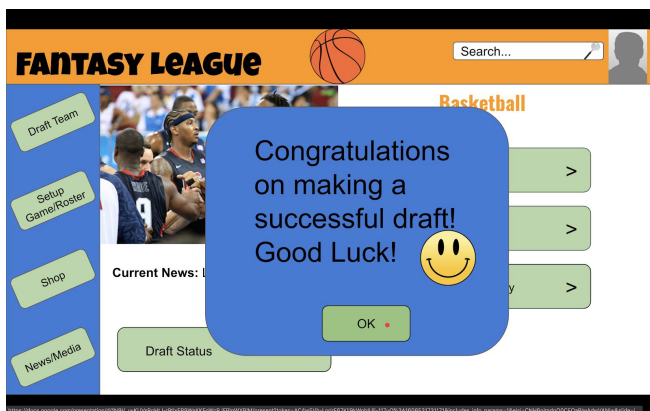 FANTASY LEAGUE
Search...
Basketball
Draft Team
Setup
Game/Roster
Shop
News/Media
Congratulations
on making a
successful draft!
Good Luck!
OK
>
>
y >
Current News:
Draft Status